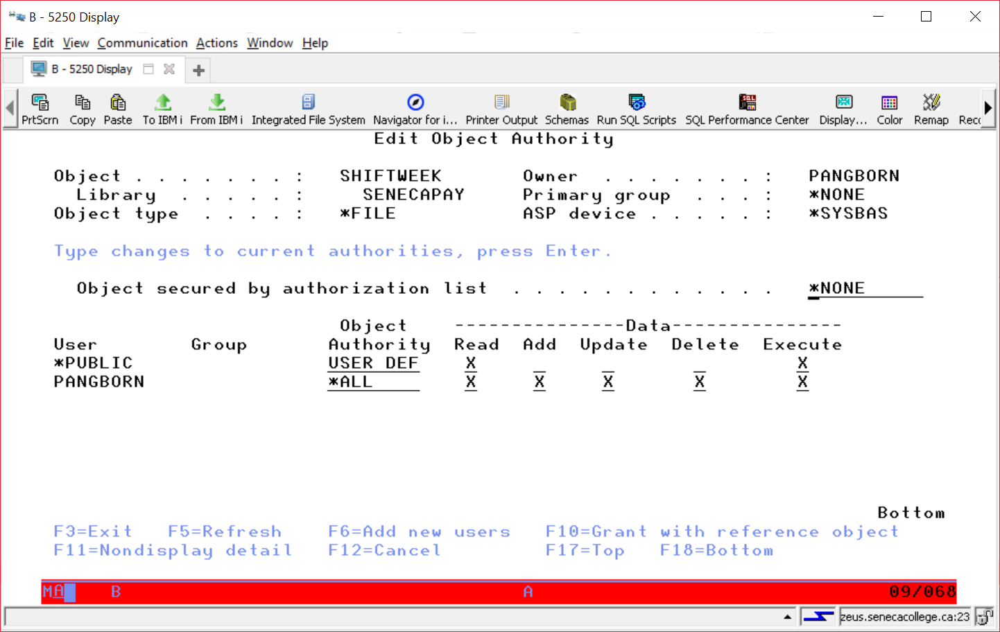 B - 5250 Display
File Edit View Communication Actions Window Help
B - 5250 Display
PrtScrn Copy Paste To IBM i From IBM i Integrated File System Navigator for i... Printer Output Schemas Run SQL Scripts SQL Performance Center Display... Color Remap Recc
Edit Object Authority
Object . . . . . . . : SHIFTWEEK Owner . . . . . . . : PANGBORN
Library . . . . . : SENECAPAY Primary group . . . : *NONE
Object type . . . . : *FILE ASP device . . . . . : *SYSBAS
Type changes to current authorities, press Enter.
Object secured by authorization list . . . . . . . . . . . . *NONE
Object ---------------Data---------------
User Group Authority Read Add Update Delete Execute
*PUBLIC USER DEF X X
PANGBORN *ALL X X X X X
Bottom
F3=Exit F5=Refresh F6=Add new users F10=Grant with reference object
F11=Nondisplay detail F12=Cancel F17=Top F18=Bottom
MA B A 09/068
zeus.senecacollege.ca:23